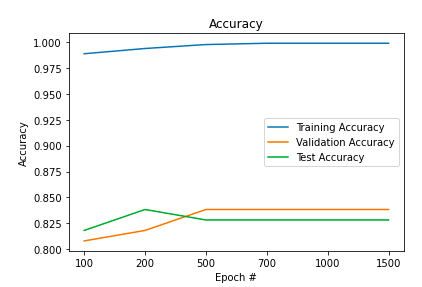 Accuracy
1.000
0.975
0.950
0.925
0.900
0.875
0.850
0.825
0.800
Accuracy
Training Accuracy
Validation Accuracy
Test Accuracy
100 200 500 700 1000 1500
Epoch #